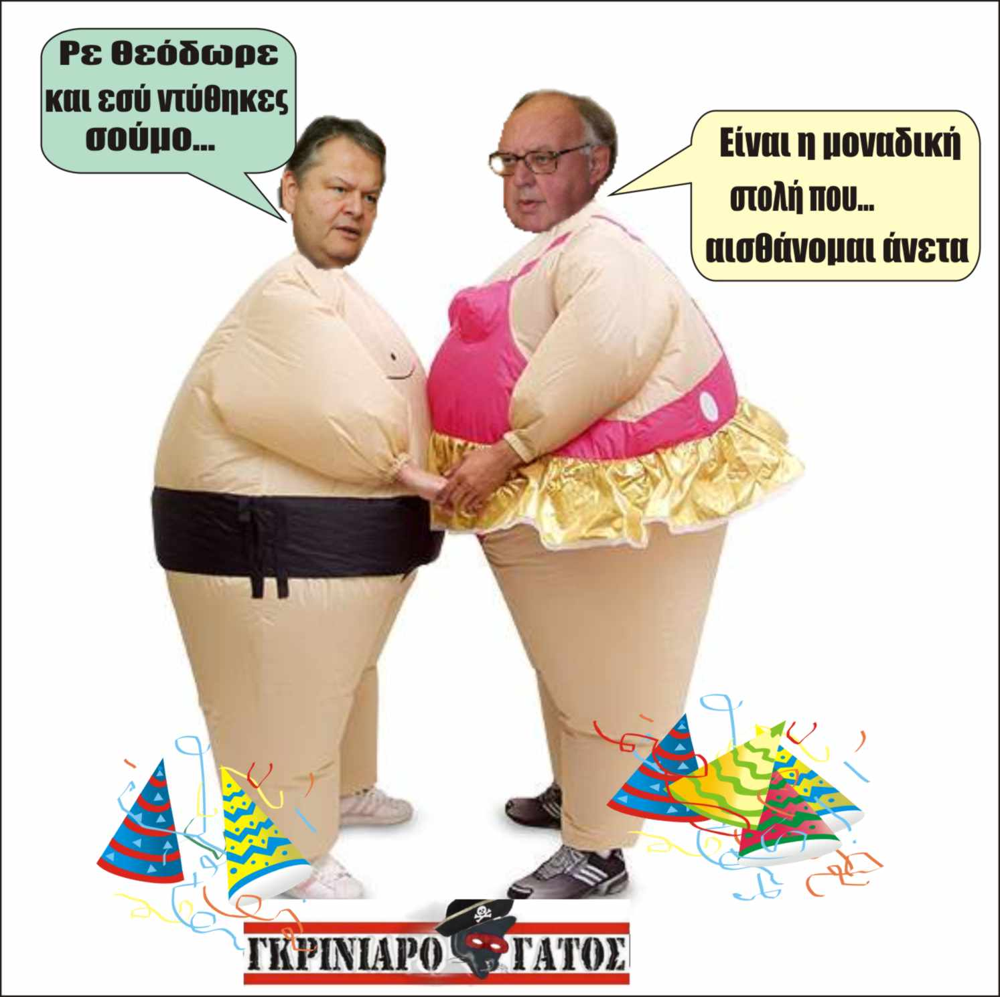 Ρε Θεόδωρε
και εσύ ντύθηκες
σούμο...
Είναι η μοναδική
στολή που...
αισθάνομαι άνετα
ΓΚΡΙΝΙΑΡΟ ΓΑΤΟΣ